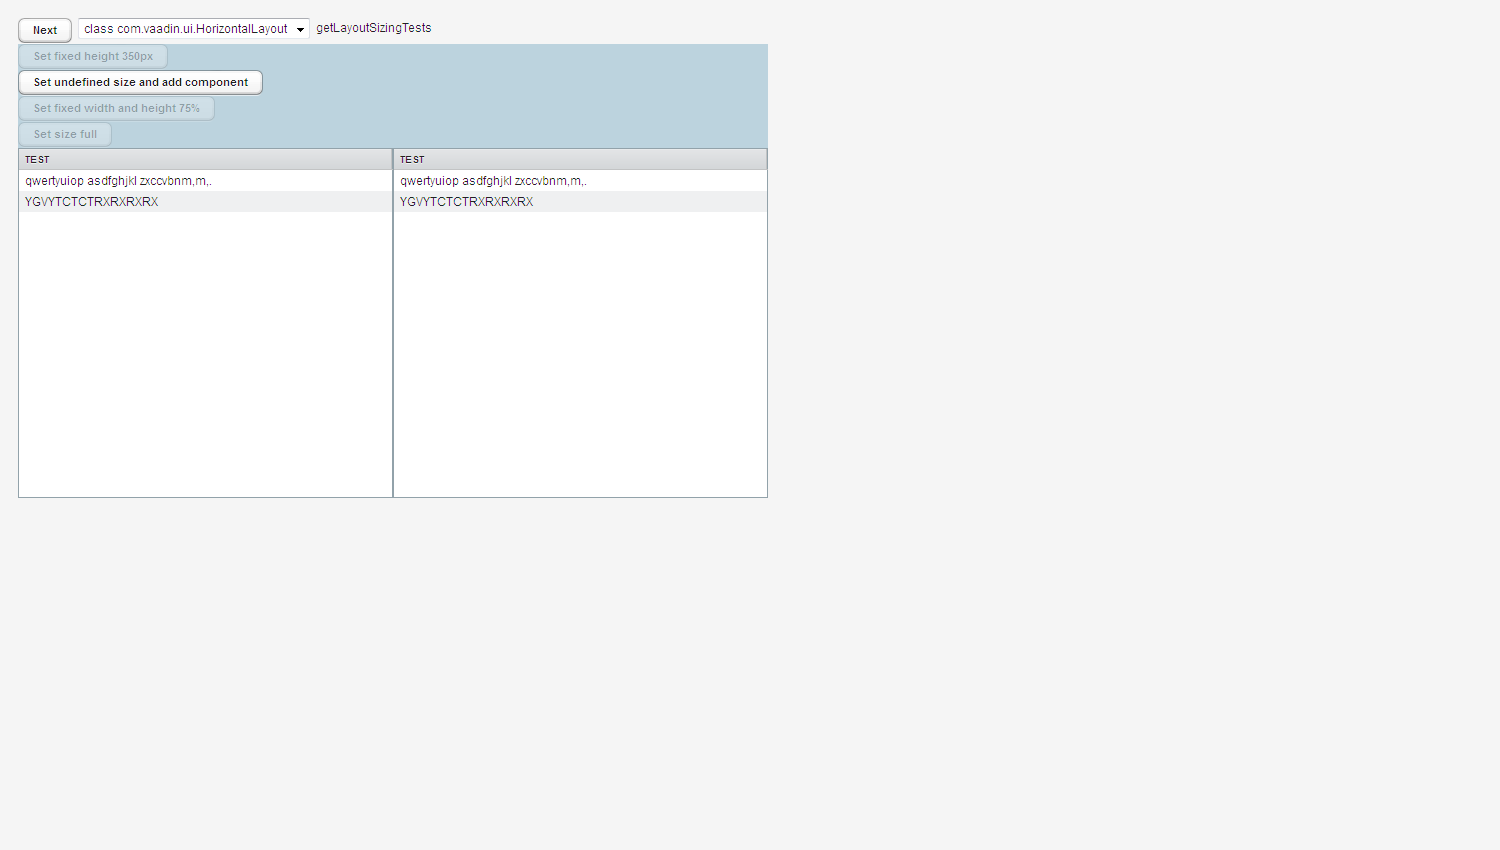 Next class com.vaadin.ui.HorizontalLayout getLayoutSizingTests
Set fixed height 350px
Set undefined size and add component
Set fixed width and height 75%
Set size full
TEST TEST
qwertyuiop asdfghjkl zxccvbnm,m,. qwertyuiop asdfghjkl zxccvbnm,m,.
YGVYTCTCTRXRXRXRX YGVYTCTCTRXRXRXRX